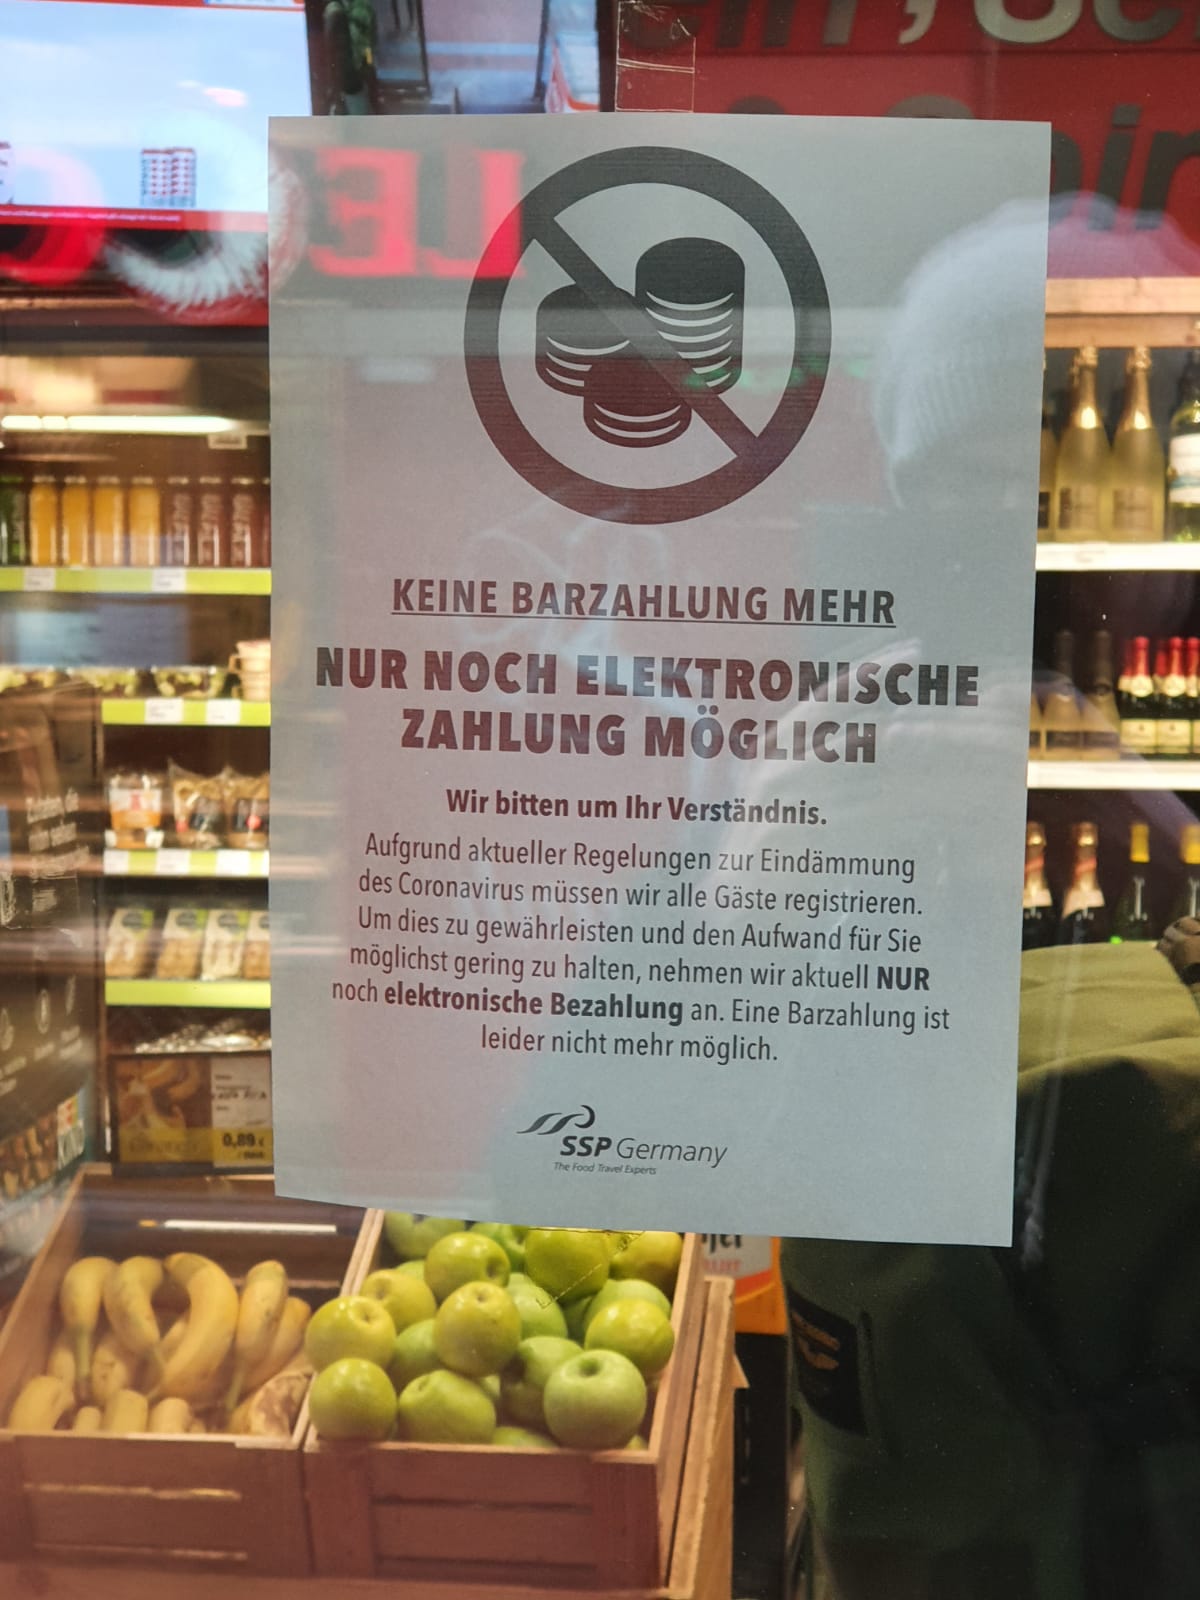 LE
KEINE BARZAHLUNG MEHR
NUR NOCH ELEKTRONISCHE
ZAHLUNG MÖGLICH
Wir bitten um Ihr Verständnis.
Aufgrund aktueller Regelungen zur Eindämmung
des Coronavirus müssen wir alle Gäste registrieren.
Um dies zu gewährleisten und den Aufwand für Sie
möglichst gering zu halten, nehmen wir aktuell NUR
noch elektronische Bezahlung an. Eine Barzahlung ist
leider nicht mehr möglich.
SSP Germany
The Food Travel Experts
0,89 €